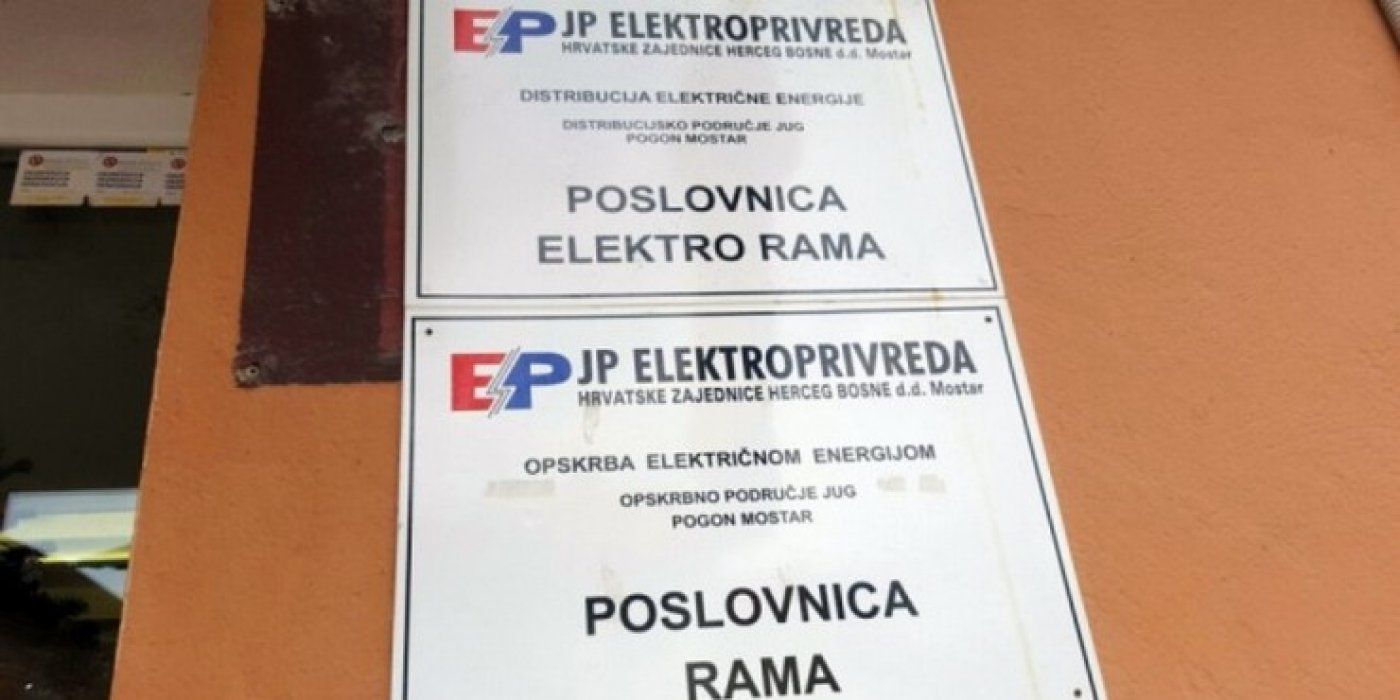 EP JP ELEKTROPRIVREDA
HRVATSKE ZAJEDNICE HERCEG BOSNE d.d. Mostar
DISTRIBUCIJA ELEKTRIČNE ENERGIJE
DISTRIBUCIJSKO PODRUČJE JUG
POGON MOSTAR
POSLOVNICA
ELEKTRO RAMA
EP JP ELEKTROPRIVREDA
HRVATSKE ZAJEDNICE HERCEG BOSNE d.d. Mostar
OPSKRBA ELEKTRIČNOM ENERGIJOM
OPSKRBNO PODRUČJE JUG
POGON MOSTAR
POSLOVNICA
RAMA